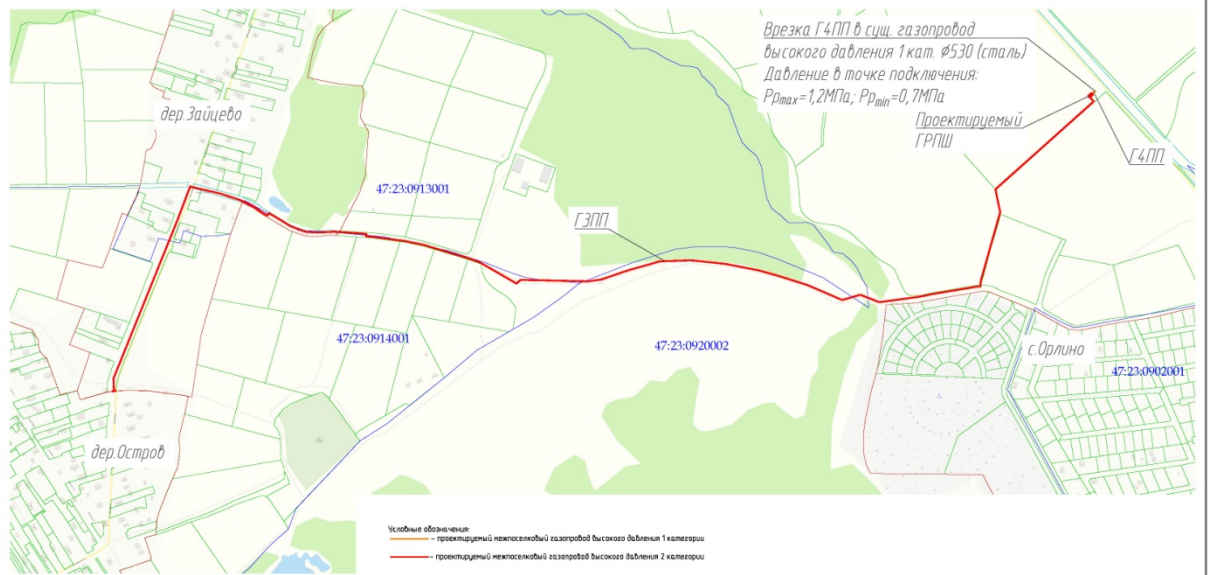 Врезка Г4ПП в сущ. газопровод
высокого давления 1 кат. Ø530 (сталь)
Давление в точке подключения:
Рpmax=1,2МПа; Рpmin=0,7МПа
Проектируемый
ГРПШ
Г4ПП
дер.Зайцево
47:23:0913001
Г3ПП
47:23:0914001
47:23:0920002
с.Орлино
47:23:0902001
дер.Остров
Условные обозначения:
- проектируемый межпоселковый газопровод высокого давления 1 категории
- проектируемый межпоселковый газопровод высокого давления 2 категории